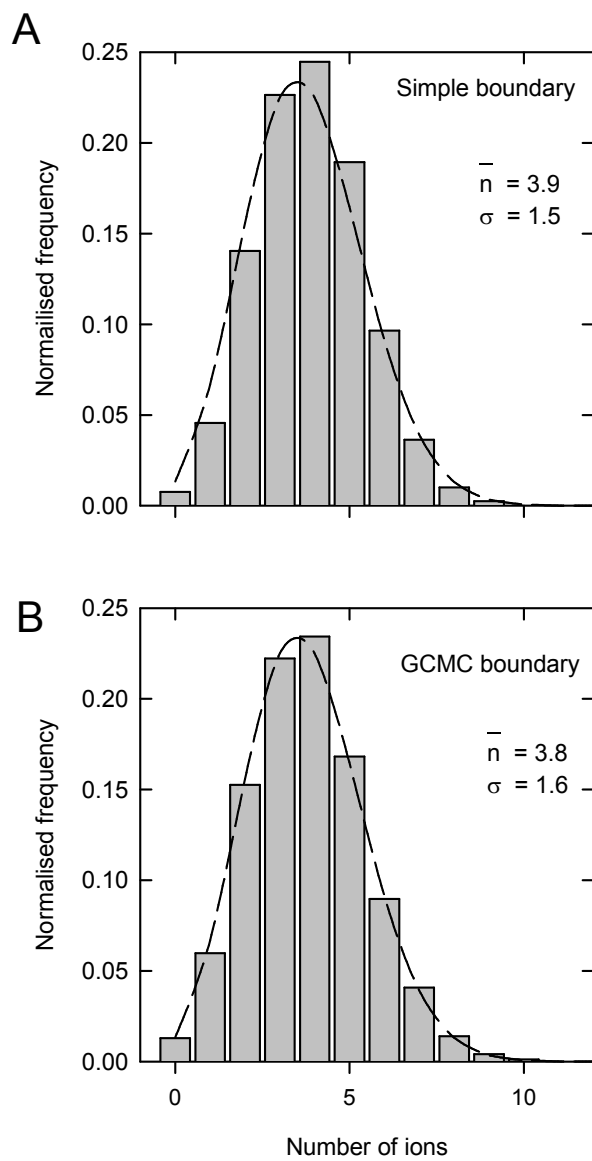 A
0.25
0.20
0.15
0.10
0.05
0.00
Normailised frequency
Simple boundary
n̅ = 3.9
σ = 1.5
B
0.25
0.20
0.15
0.10
0.05
0.00
Normalised frequency
GCMC boundary
n̅ = 3.8
σ = 1.6
0 5 10
Number of ions